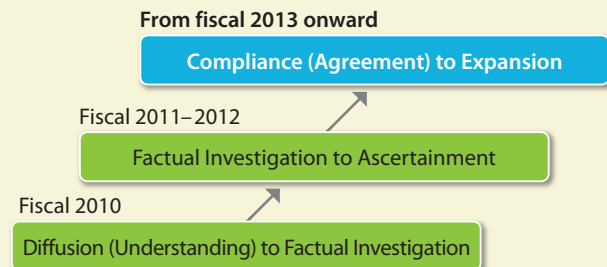 From fiscal 2013 onward
Compliance (Agreement) to Expansion
Fiscal 2011–2012
Factual Investigation to Ascertainment
Fiscal 2010
Diffusion (Understanding) to Factual Investigation